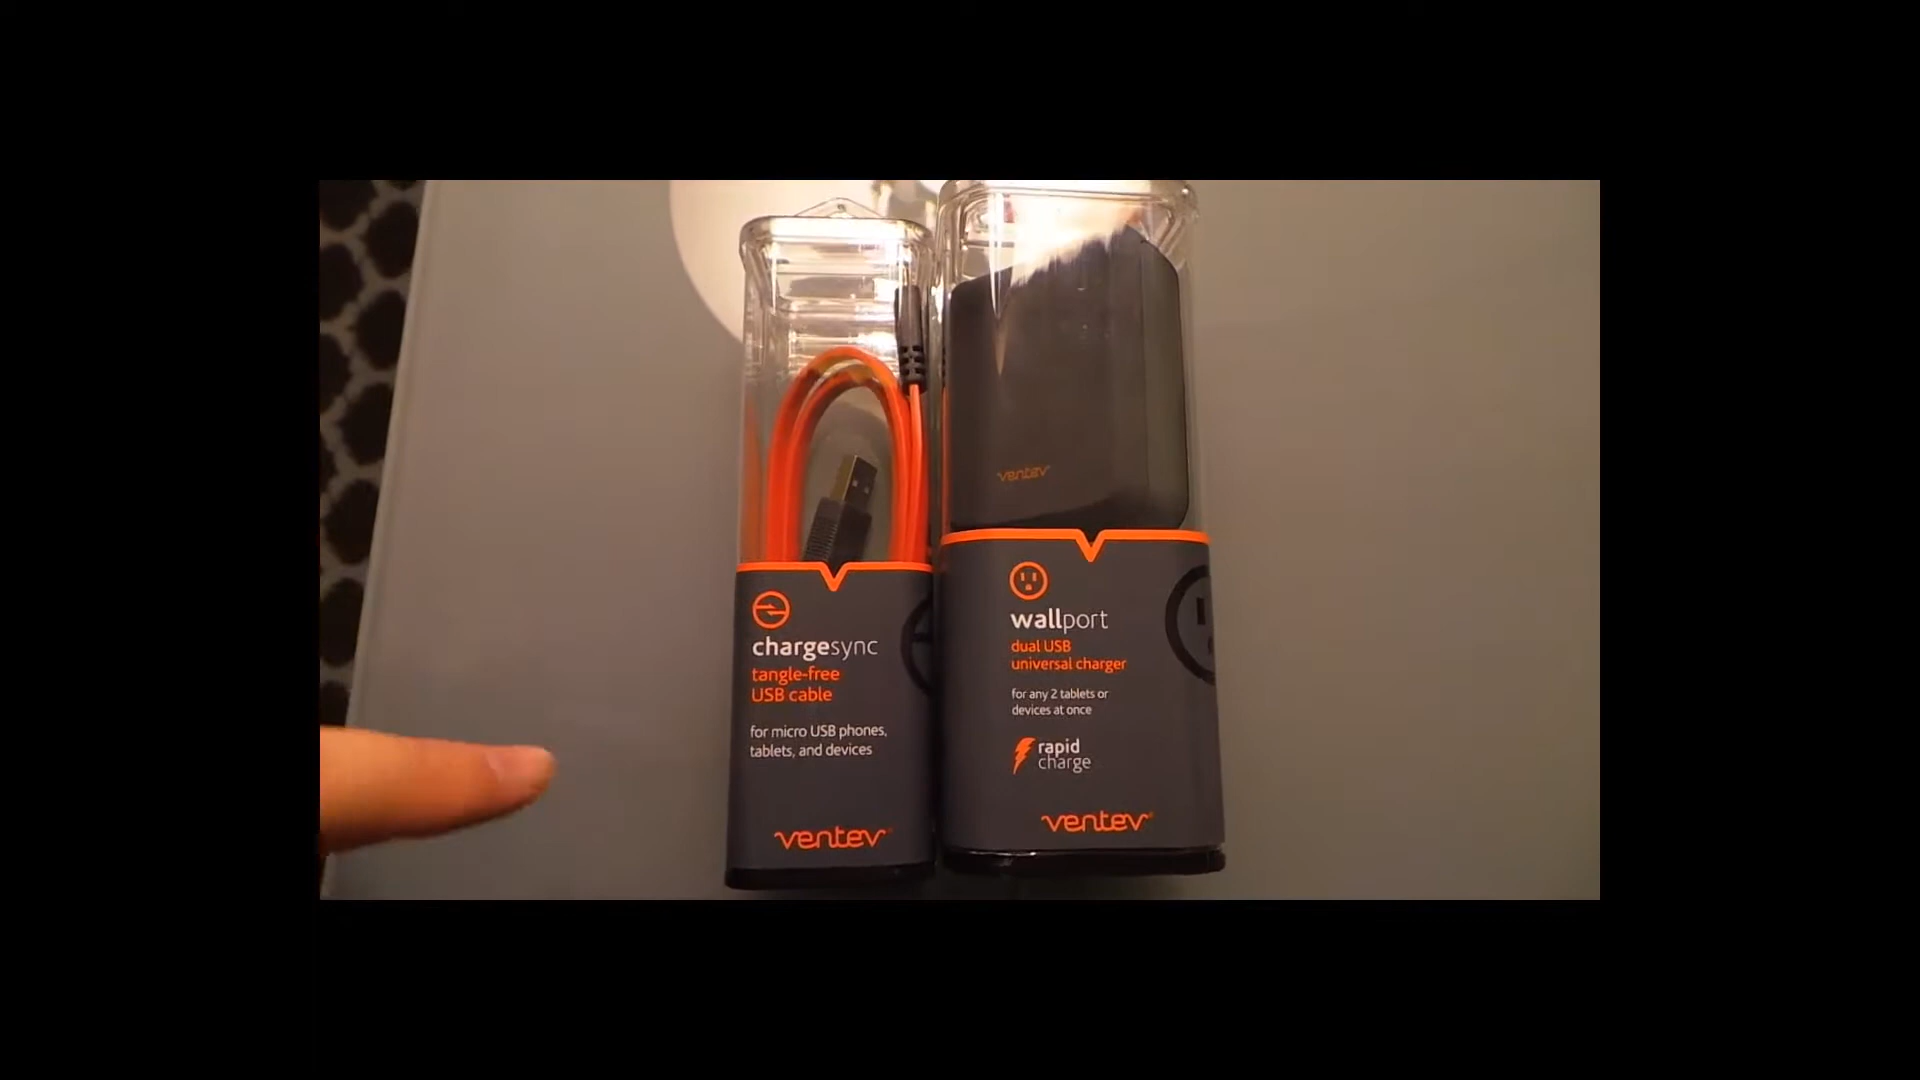 chargesync
tangle-free
USB cable
for micro USB phones,
tablets, and devices
ventev
ventev
wallport
dual USB
universal charger
for any 2 tablets or
devices at once
rapid
charge
ventev